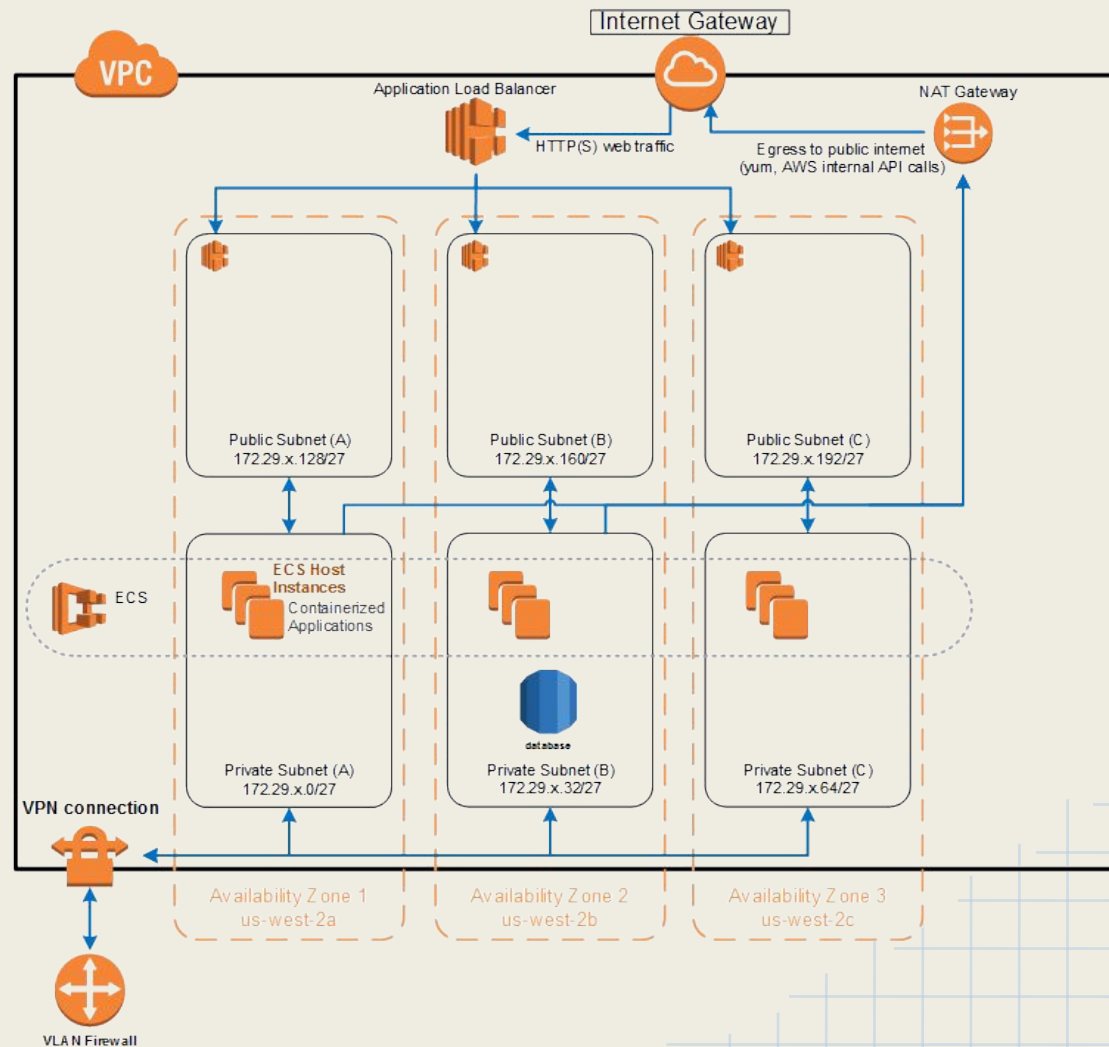 Internet Gateway
VPC
Application Load Balancer
NAT Gateway
HTTP(S) web traffic
Egress to public internet
(yum, AWS internal API calls)
Public Subnet (A)
172.29.x.128/27
Public Subnet (B)
172.29.x.160/27
Public Subnet (C)
172.29.x.192/27
ECS
ECS Host
Instances
Containerized
Applications
database
Private Subnet (A)
172.29.x.0/27
Private Subnet (B)
172.29.x.32/27
Private Subnet (C)
172.29.x.64/27
VPN connection
Availability Zone 1
us-west-2a
Availability Zone 2
us-west-2b
Availability Zone 3
us-west-2c
VLAN Firewall